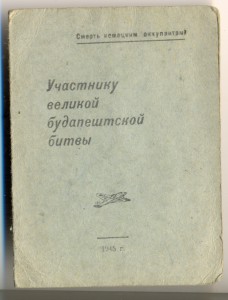 Смерть немецким оккупантам
Участнику
великой
будапештской
битвы
1945 г.